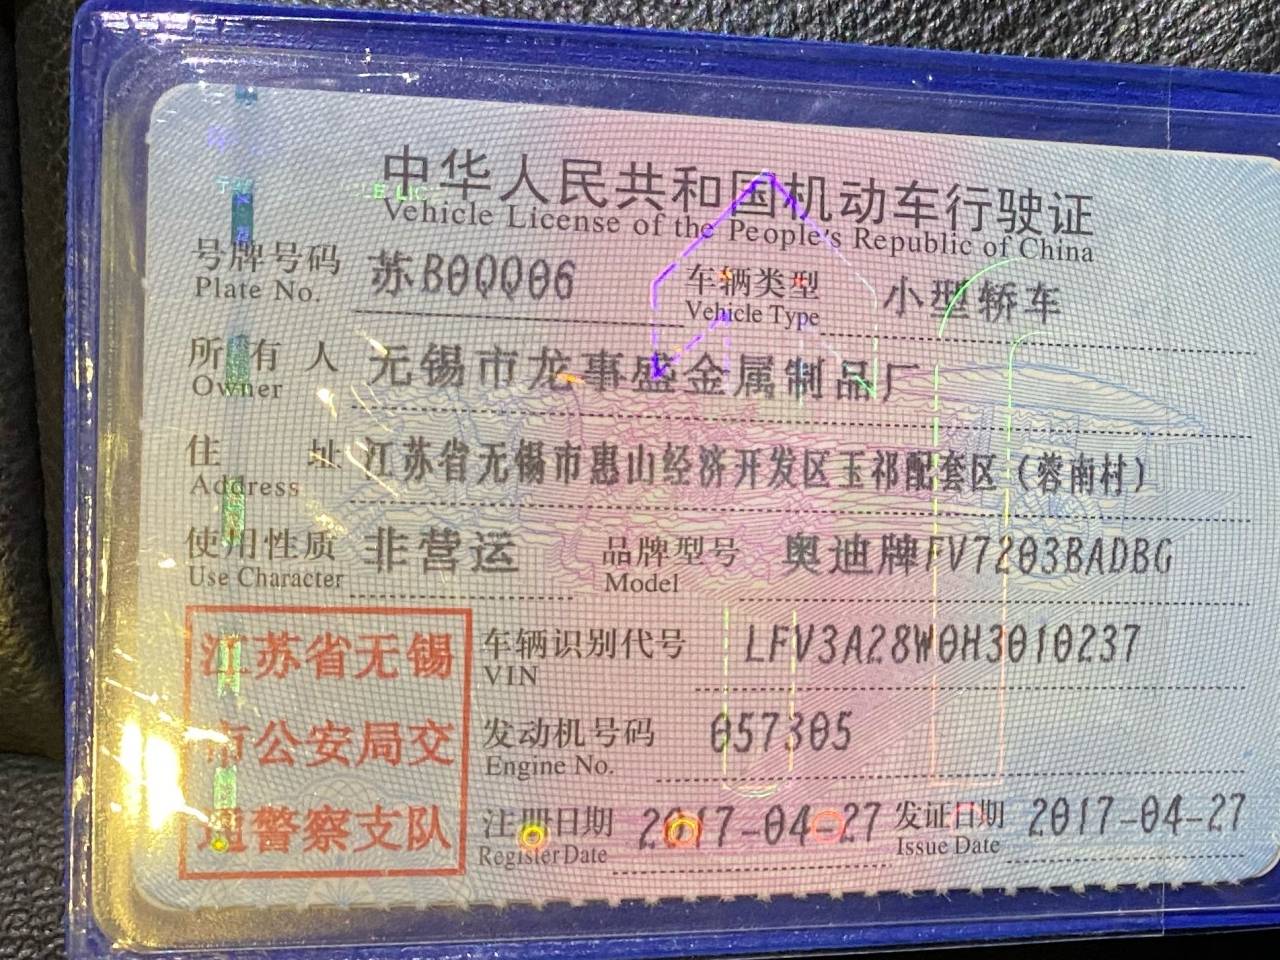 中华人民共和国机动车行驶证
Vehicle License of the People's Republic of China
号牌号码 苏B0QQ06 车辆类型 小型轿车
Plate No. Vehicle Type
所有人 无锡市龙事盛金属制品厂
Owner
住址 江苏省无锡市惠山经济开发区玉祁配套区（蓉南村）
Address
使用性质 非营运 品牌型号 奥迪牌FV7203BADBG
Use Character Model
江苏省无锡
市公安局交
通警察支队
车辆识别代号 LFV3A28W0H3010237
VIN
发动机号码 057305
Engine No.
注册日期 2017-04-27 发证日期 2017-04-27
Register Date Issue Date